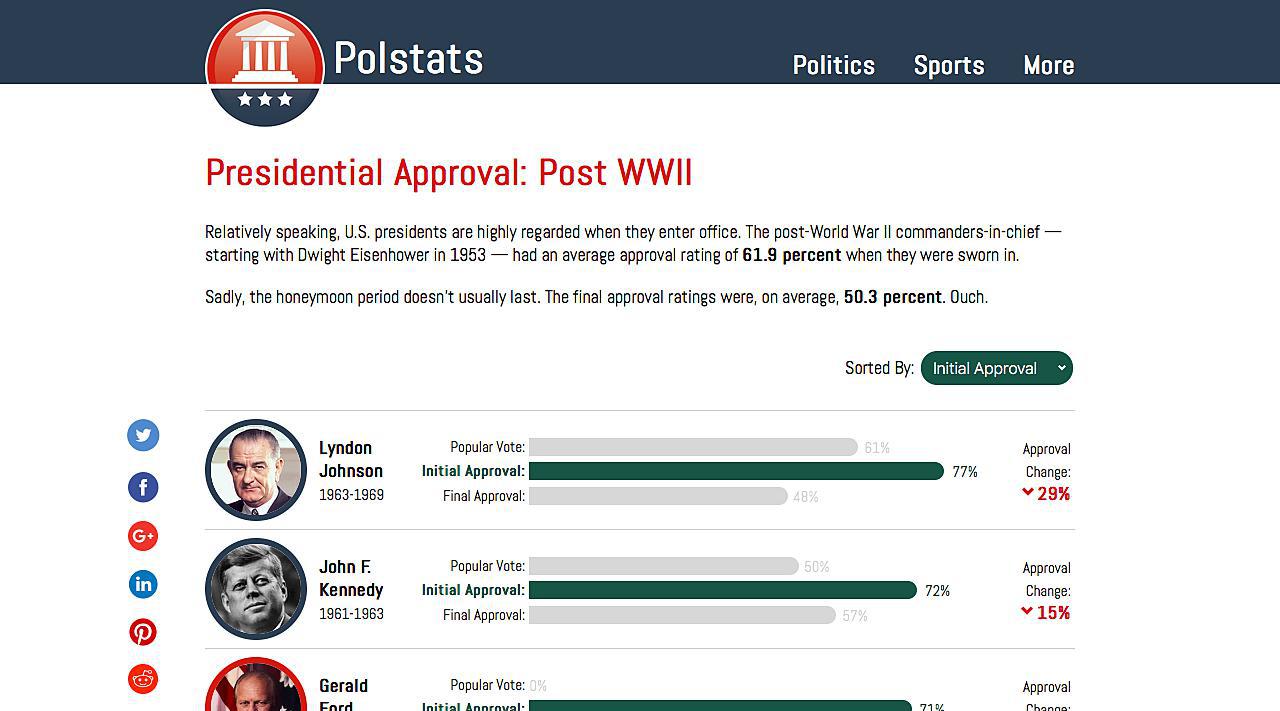 Polstats
Politics Sports More
Presidential Approval: Post WWII
Relatively speaking, U.S. presidents are highly regarded when they enter office. The post-World War II commanders-in-chief —
starting with Dwight Eisenhower in 1953 — had an average approval rating of 61.9 percent when they were sworn in.
Sadly, the honeymoon period doesn't usually last. The final approval ratings were, on average, 50.3 percent. Ouch.
Sorted By: Initial Approval
Lyndon
Johnson
1963-1969
Popular Vote: 61%
Initial Approval: 77%
Final Approval: 48%
Approval
Change:
29%
John F.
Kennedy
1961-1963
Popular Vote: 50%
Initial Approval: 72%
Final Approval: 57%
Approval
Change:
15%
Gerald
Ford
Popular Vote: 0%
Initial Approval: 71%
Approval
Change:
f
G+
in